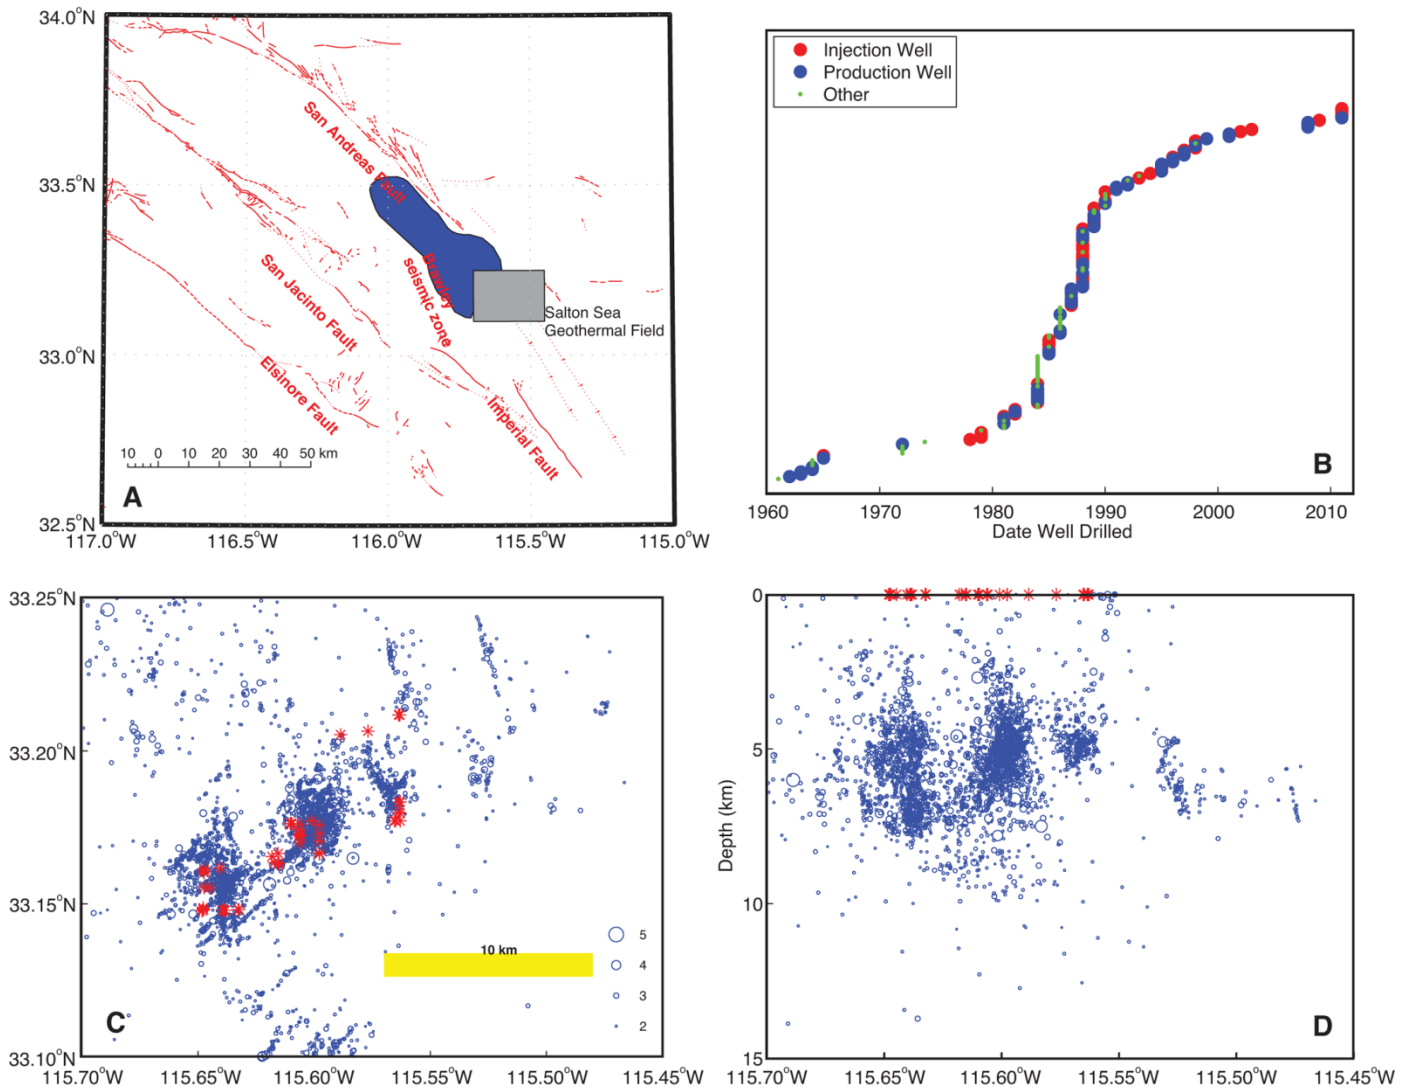 34.0°N
33.5°N
33.0°N
32.5°N
117.0°W
116.5°W
116.0°W
115.5°W
115.0°W
San Andreas Fault
San Jacinto Fault
Elsinore Fault
Brawley
seismic zone
Imperial Fault
Salton Sea
Geothermal Field
10 0 10 20 30 40 50 km
A
Injection Well
Production Well
Other
B
1960 1970 1980 1990 2000 2010
Date Well Drilled
33.25°N
33.20°N
33.15°N
33.10°N
115.70°W 115.65°W 115.60°W 115.55°W 115.50°W 115.45°W
10 km
5
4
3
2
C
0
5
10
15
Depth (km)
115.70°W 115.65°W 115.60°W 115.55°W 115.50°W 115.45°W
D